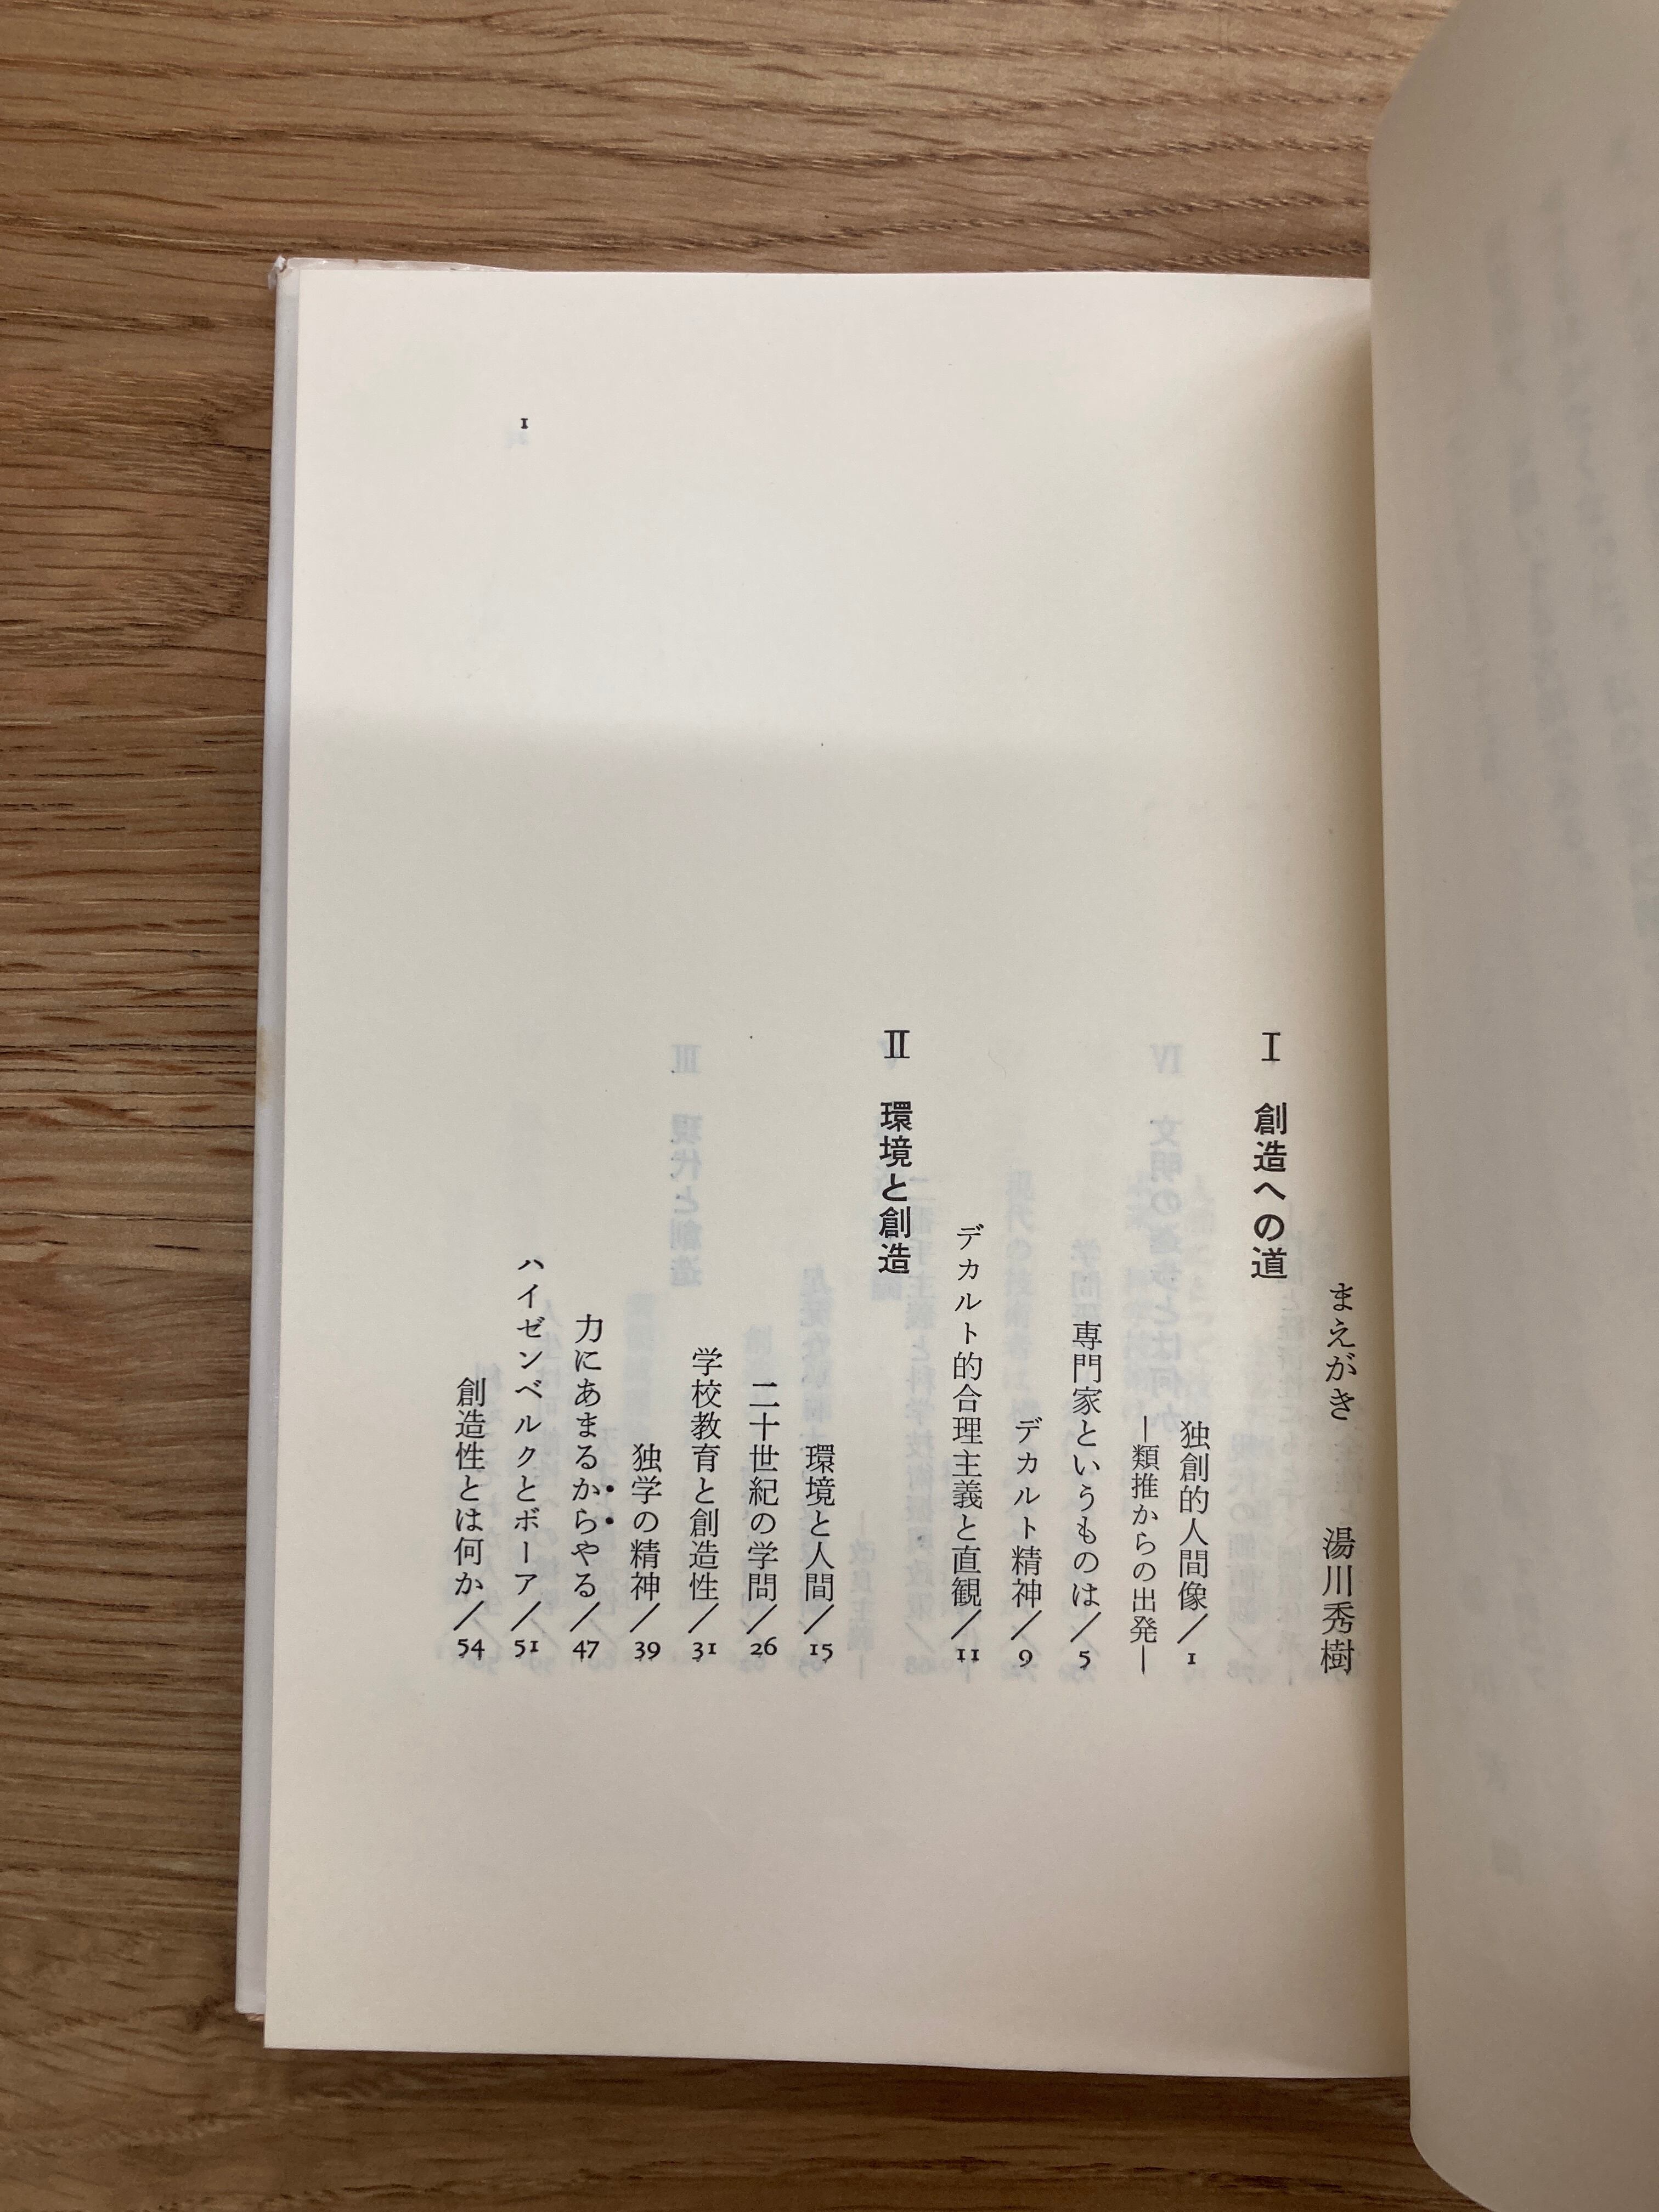 まえがき 湯川秀樹
I 創造への道
独創的人間像／1
—類推からの出発—
専門家というものは／5
デカルト精神／9
デカルト的合理主義と直観／11
II 環境と創造
環境と人間／15
二十世紀の学問／26
学校教育と創造性／31
独学の精神／39
力にあまるからやる／47
ハイゼンベルクとボーア／51
創造性とは何か／54
1